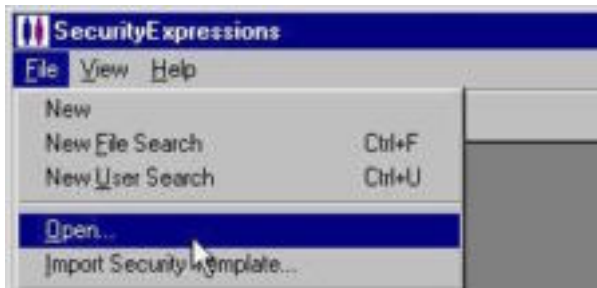 SecurityExpressions
File View Help
New
New File Search Ctrl+F
New User Search Ctrl+U
Open...
Import Security Template...